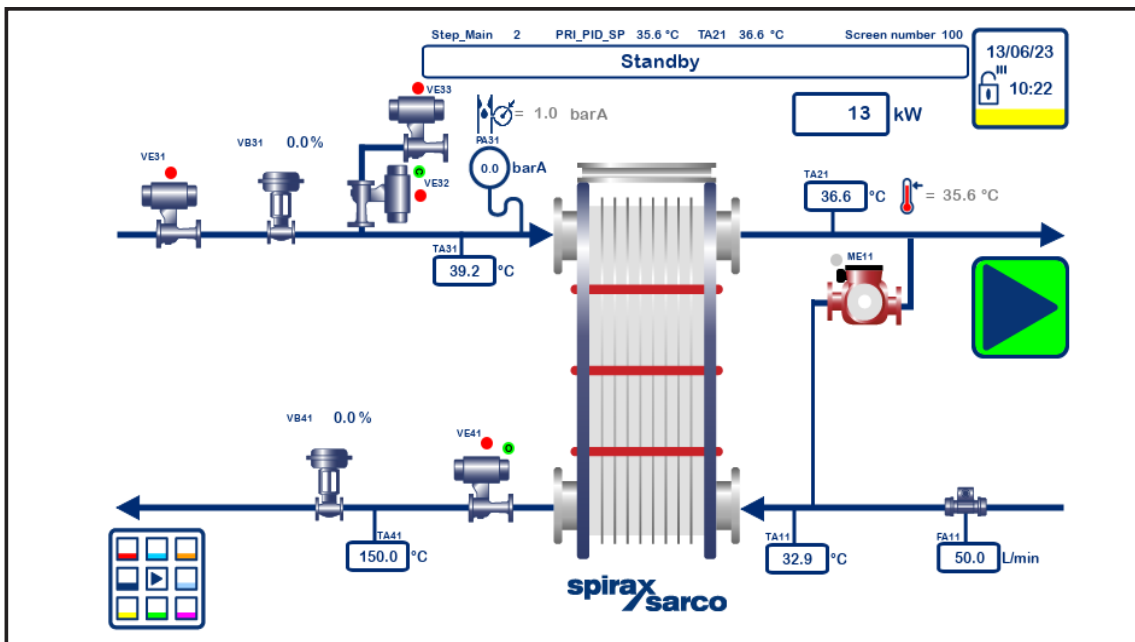 Step_Main 2 PRI_PID_SP 35.6 °C TA21 36.6 °C Screen number 100
Standby
13/06/23
10:22
VE33
= 1.0 barA
13 kW
PA31
0.0 barA
VE31
VB31 0.0 %
C
VE32
TA21
36.6 °C
= 35.6 °C
TA31
39.2 °C
ME11
VB41 0.0 %
VE41
O
TA41
150.0 °C
TA11
32.9 °C
FA11
50.0 L/min
spirax
sarco